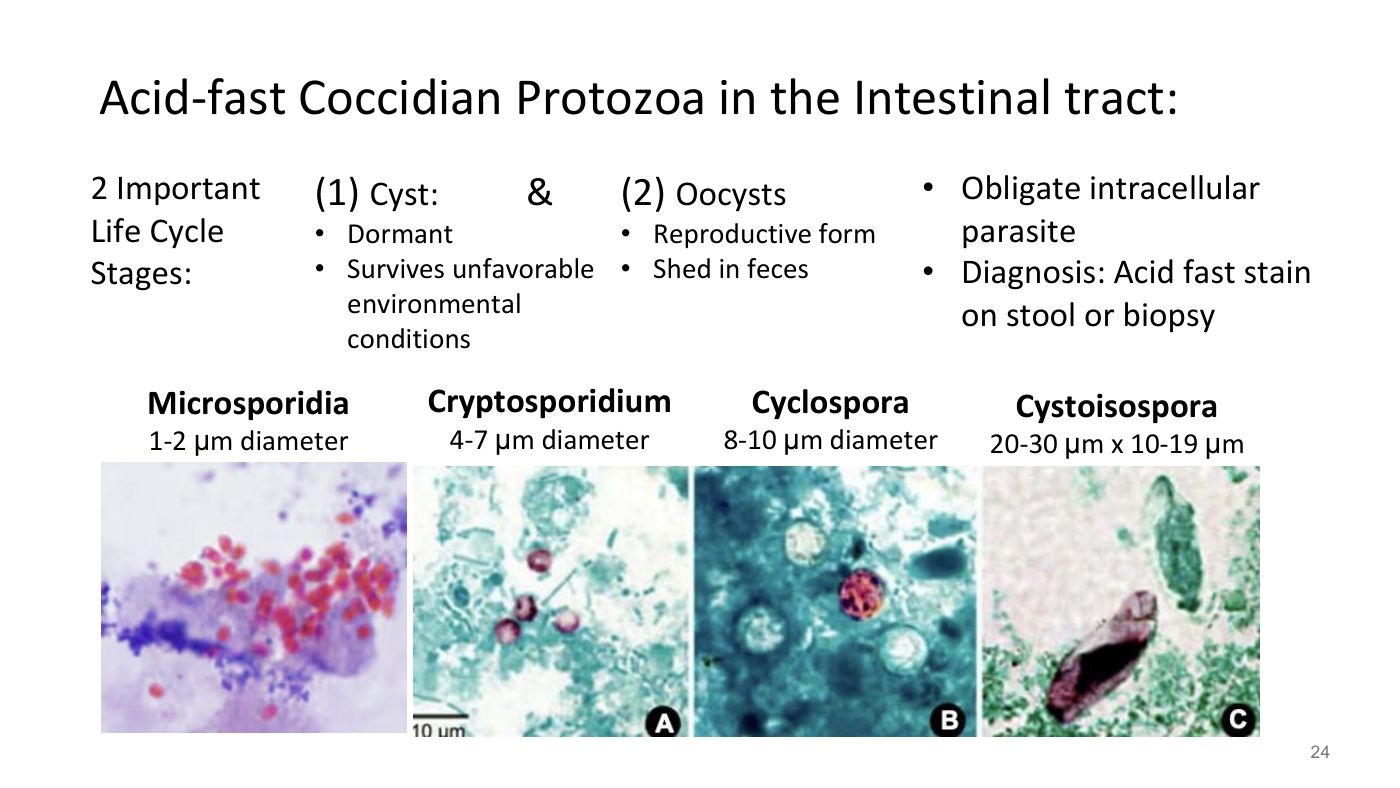 Acid-fast Coccidian Protozoa in the Intestinal tract:
2 Important
Life Cycle
Stages:
(1) Cyst:
• Dormant
• Survives unfavorable
environmental
conditions
&
(2) Oocysts
• Reproductive form
• Shed in feces
• Obligate intracellular
parasite
• Diagnosis: Acid fast stain
on stool or biopsy
Microsporidia
1-2 µm diameter
Cryptosporidium
4-7 µm diameter
Cyclospora
8-10 µm diameter
Cystoisospora
20-30 µm x 10-19 µm
10 µm
A
B
C
24